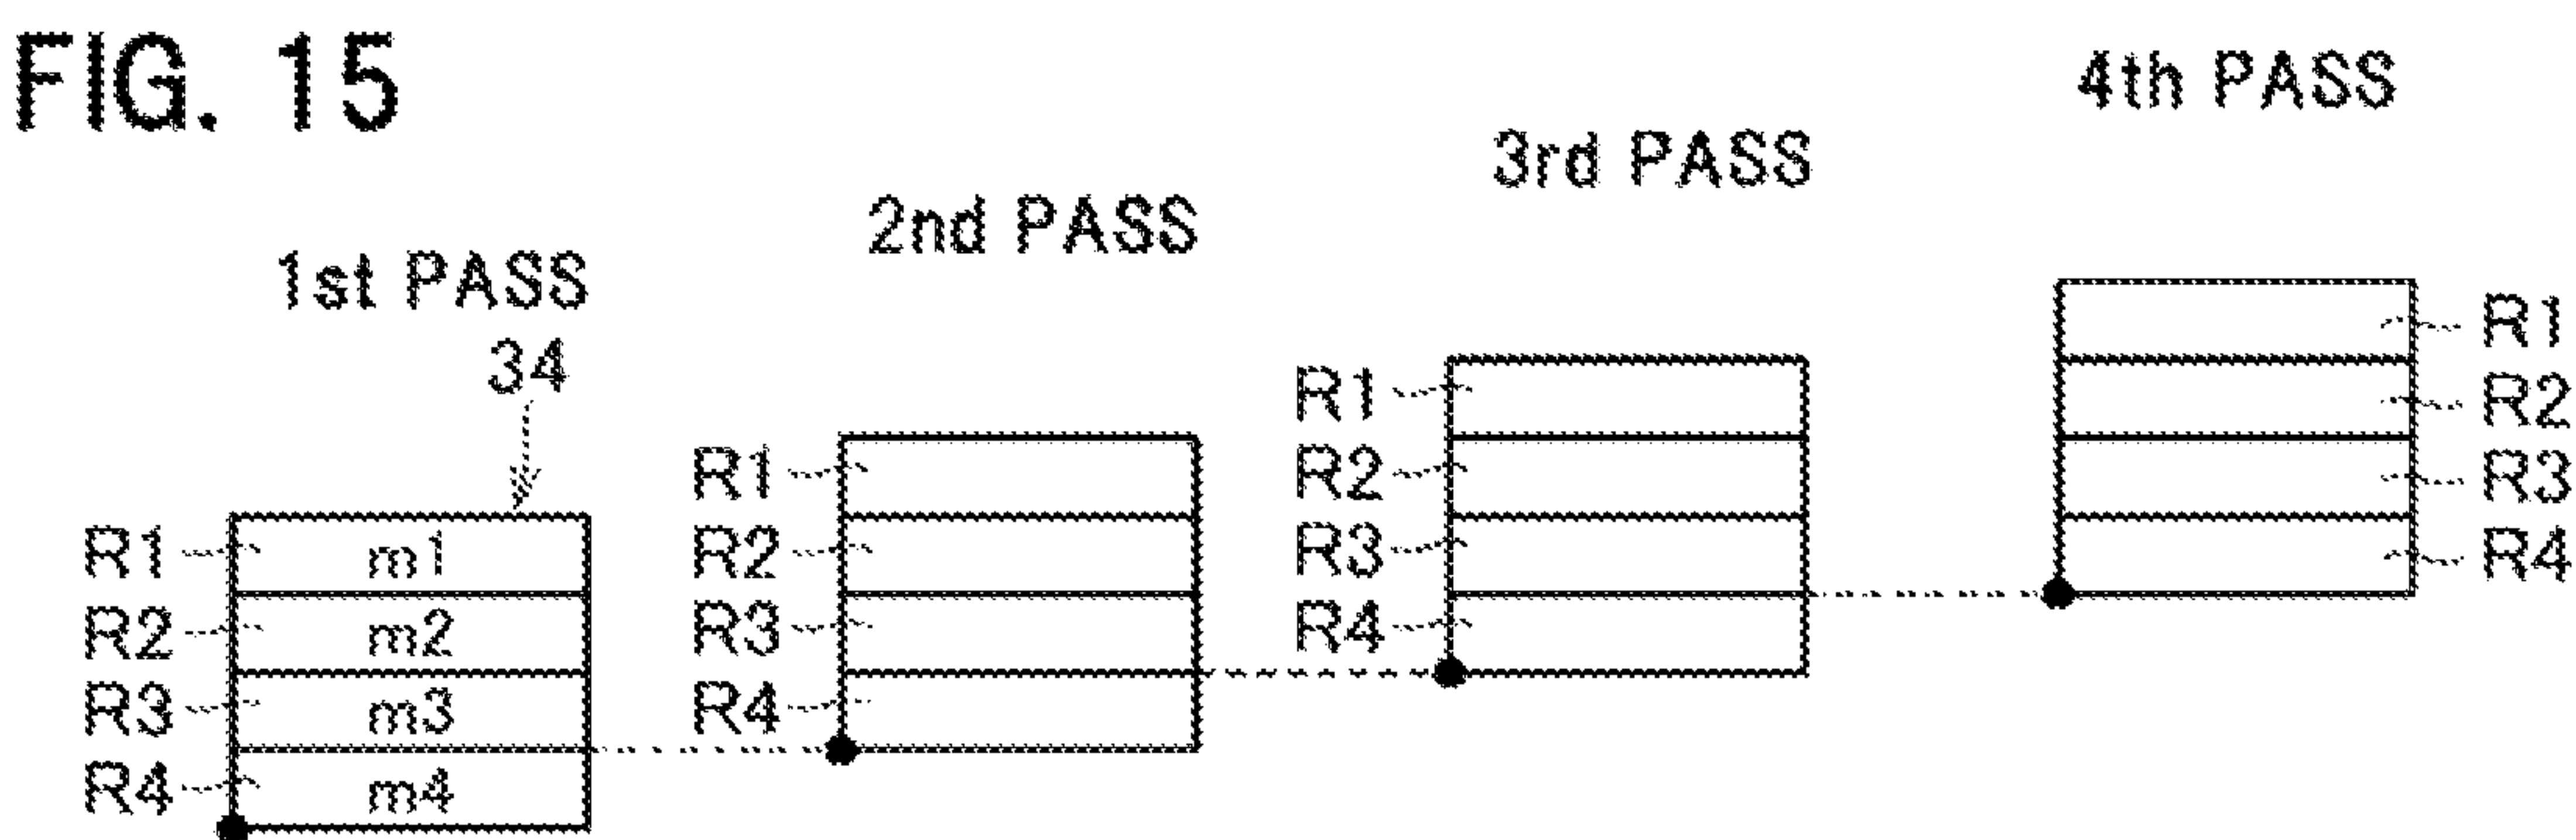 FIG. 15
1st PASS
34
R1 m1
R2 m2
R3 m3
R4 m4
2nd PASS
R1
R2
R3
R4
3rd PASS
R1
R2
R3
R4
4th PASS
R1
R2
R3
R4